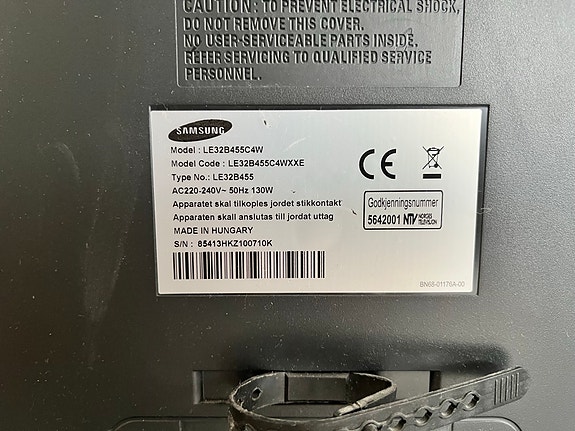 CAUTION : TO PREVENT ELECTRICAL SHOCK,
DO NOT REMOVE THIS COVER.
NO USER-SERVICEABLE PARTS INSIDE.
REFER SERVICING TO QUALIFIED SERVICE
PERSONNEL.
SAMSUNG
Model : LE32B455C4W
Model Code : LE32B455C4WXXE
Type No.: LE32B455
AC220-240V~ 50Hz 130W
Apparatet skal tilkoples jordet stikkontakt
Apparaten skall anslutas till jordat uttag
MADE IN HUNGARY
S/N : 85413HKZ100710K
CE
Godkjenningsnummer
5642001 NTV NORGES TELEVISJON
BN68-01176A-00